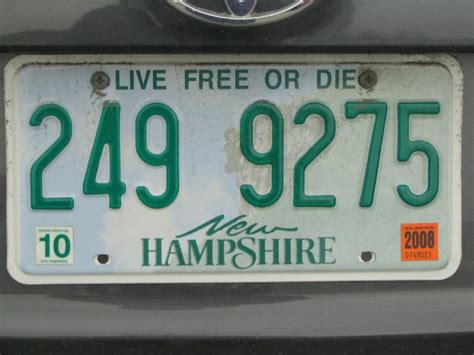 LIVE FREE OR DIE
249 9275
10
New
HAMPSHIRE
2008